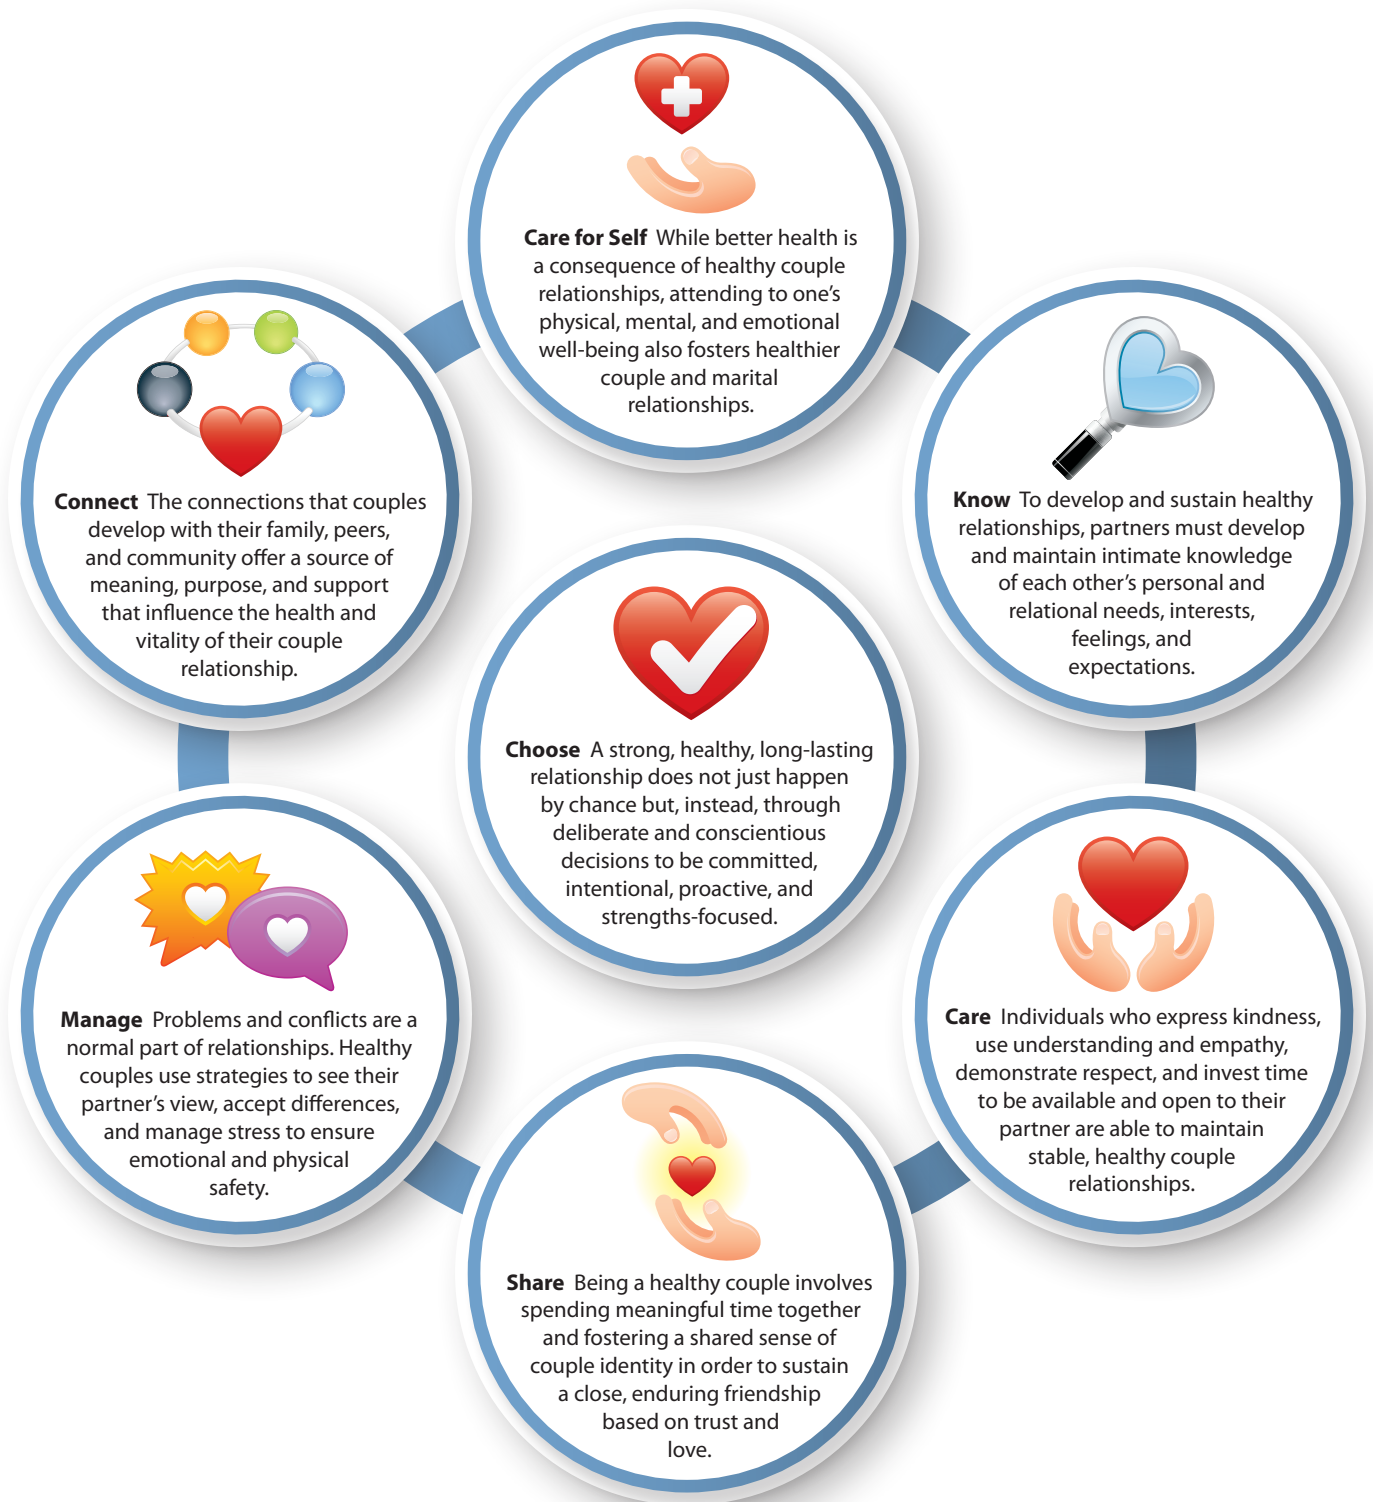 Care for Self While better health is
a consequence of healthy couple
relationships, attending to one’s
physical, mental, and emotional
well-being also fosters healthier
couple and marital
relationships.
Connect The connections that couples
develop with their family, peers,
and community offer a source of
meaning, purpose, and support
that influence the health and
vitality of their couple
relationship.
Know To develop and sustain healthy
relationships, partners must develop
and maintain intimate knowledge
of each other’s personal and
relational needs, interests,
feelings, and
expectations.
Choose A strong, healthy, long-lasting
relationship does not just happen
by chance but, instead, through
deliberate and conscientious
decisions to be committed,
intentional, proactive, and
strengths-focused.
Manage Problems and conflicts are a
normal part of relationships. Healthy
couples use strategies to see their
partner’s view, accept differences,
and manage stress to ensure
emotional and physical
safety.
Care Individuals who express kindness,
use understanding and empathy,
demonstrate respect, and invest time
to be available and open to their
partner are able to maintain
stable, healthy couple
relationships.
Share Being a healthy couple involves
spending meaningful time together
and fostering a shared sense of
couple identity in order to sustain
a close, enduring friendship
based on trust and
love.